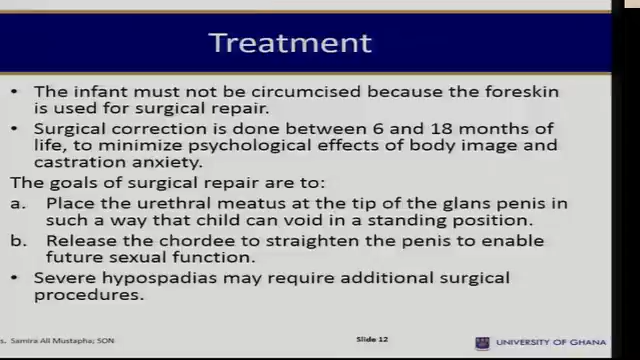 Treatment
• The infant must not be circumcised because the foreskin
is used for surgical repair.
• Surgical correction is done between 6 and 18 months of
life, to minimize psychological effects of body image and
castration anxiety.
The goals of surgical repair are to:
a. Place the urethral meatus at the tip of the glans penis in
such a way that child can void in a standing position.
b. Release the chordee to straighten the penis to enable
future sexual function.
• Severe hypospadias may require additional surgical
procedures.
s. Samira Ali Mustapha; SON
Slide 12
UNIVERSITY OF GHANA